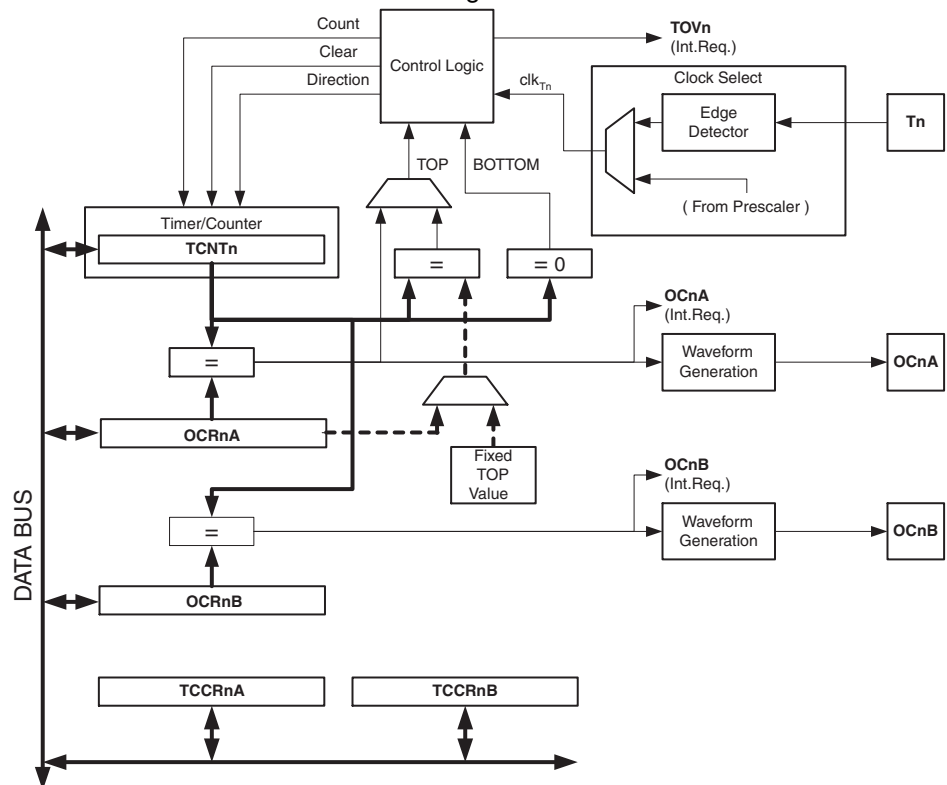 Count
Clear
Direction
Control Logic
TOVn
(Int.Req.)
clkTn
Clock Select
Edge
Detector
Tn
( From Prescaler )
TOP
BOTTOM
Timer/Counter
TCNTn
=
= 0
OCnA
(Int.Req.)
=
Waveform
Generation
OCnA
OCRnA
Fixed
TOP
Value
OCnB
(Int.Req.)
=
Waveform
Generation
OCnB
DATA BUS
OCRnB
TCCRnA
TCCRnB